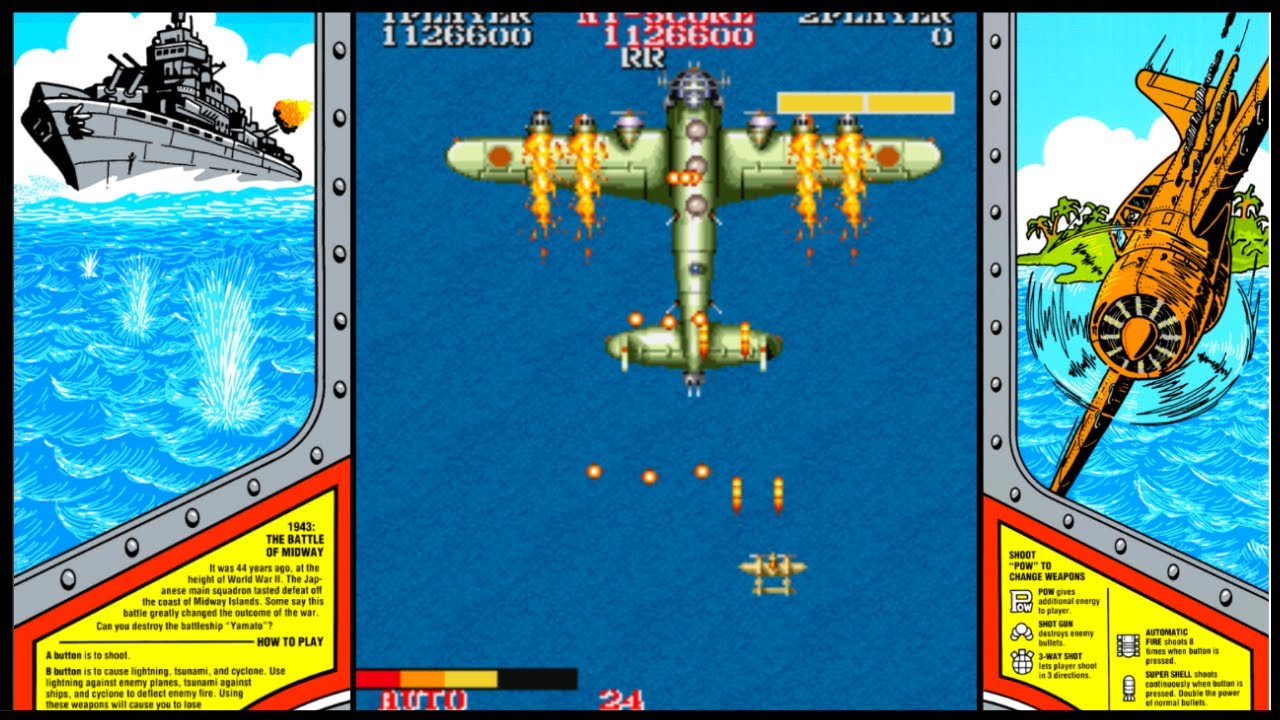 1PLAYER HI-SCORE 2PLAYER
1126600 1126600 0
RR
AUTO 24
1943:
THE BATTLE
OF MIDWAY
It was 44 years ago, at the
height of World War II. The Jap-
anese main squadron tasted defeat off
the coast of Midway Islands. Some say this
battle greatly changed the outcome of the war.
Can you destroy the battleship "Yamato"?
HOW TO PLAY
A button is to shoot.
B button is to cause lightning, tsunami, and cyclone. Use
lightning against enemy planes, tsunami against
ships, and cyclone to deflect enemy fire. Using
these weapons will cause you to lose
SHOOT
"POW" TO
CHANGE WEAPONS
POW
POW gives
additional energy
to player.
SHOT GUN
destroys enemy
bullets.
3-WAY SHOT
lets player shoot
in 3 directions.
AUTOMATIC
FIRE shoots 8
times when button is
pressed.
SUPER SHELL shoots
continuously when button is
pressed. Double the power
of normal bullets.